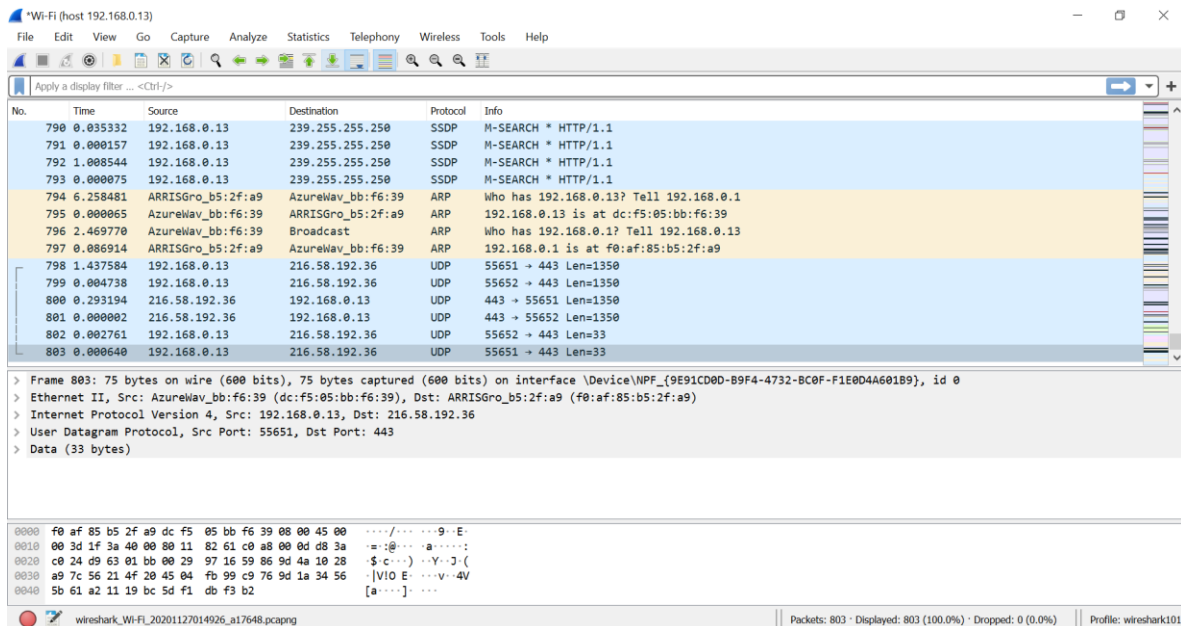 *Wi-Fi (host 192.168.0.13)
File Edit View Go Capture Analyze Statistics Telephony Wireless Tools Help
Apply a display filter ... <Ctrl-/>
No. Time Source Destination Protocol Info
790 0.035332 192.168.0.13 239.255.255.250 SSDP M-SEARCH * HTTP/1.1
791 0.000157 192.168.0.13 239.255.255.250 SSDP M-SEARCH * HTTP/1.1
792 1.008544 192.168.0.13 239.255.255.250 SSDP M-SEARCH * HTTP/1.1
793 0.000075 192.168.0.13 239.255.255.250 SSDP M-SEARCH * HTTP/1.1
794 6.258481 ARRISGro_b5:2f:a9 AzureWav_bb:f6:39 ARP Who has 192.168.0.13? Tell 192.168.0.1
795 0.000065 AzureWav_bb:f6:39 ARRISGro_b5:2f:a9 ARP 192.168.0.13 is at dc:f5:05:bb:f6:39
796 2.469770 AzureWav_bb:f6:39 Broadcast ARP Who has 192.168.0.1? Tell 192.168.0.13
797 0.086914 ARRISGro_b5:2f:a9 AzureWav_bb:f6:39 ARP 192.168.0.1 is at f0:af:85:b5:2f:a9
798 1.437584 192.168.0.13 216.58.192.36 UDP 55651 → 443 Len=1350
799 0.004738 192.168.0.13 216.58.192.36 UDP 55652 → 443 Len=1350
800 0.293194 216.58.192.36 192.168.0.13 UDP 443 → 55651 Len=1350
801 0.000002 216.58.192.36 192.168.0.13 UDP 443 → 55652 Len=1350
802 0.002761 192.168.0.13 216.58.192.36 UDP 55652 → 443 Len=33
803 0.000640 192.168.0.13 216.58.192.36 UDP 55651 → 443 Len=33
> Frame 803: 75 bytes on wire (600 bits), 75 bytes captured (600 bits) on interface \Device\NPF_{9E91CD0D-B9F4-4732-BC0F-F1E0D4A601B9}, id 0
> Ethernet II, Src: AzureWav_bb:f6:39 (dc:f5:05:bb:f6:39), Dst: ARRISGro_b5:2f:a9 (f0:af:85:b5:2f:a9)
> Internet Protocol Version 4, Src: 192.168.0.13, Dst: 216.58.192.36
> User Datagram Protocol, Src Port: 55651, Dst Port: 443
> Data (33 bytes)
0000 f0 af 85 b5 2f a9 dc f5 05 bb f6 39 08 00 45 00 ····/··· ···9··E·
0010 00 3d 1f 3a 40 00 80 11 82 61 c0 a8 00 0d d8 3a ·=·:@··· ·a·····:
0020 c0 24 d9 63 01 bb 00 29 97 16 59 86 9d 4a 10 28 ·$·c···) ··Y··J·(
0030 a9 7c 56 21 4f 20 45 04 fb 99 c9 76 9d 1a 34 56 ·|V!O E· ···v··4V
0040 5b 61 a2 11 19 bc 5d f1 db f3 b2 [a····]· ···
wireshark_Wi-Fi_20201127014926_a17648.pcapng Packets: 803 · Displayed: 803 (100.0%) · Dropped: 0 (0.0%) Profile: wireshark101